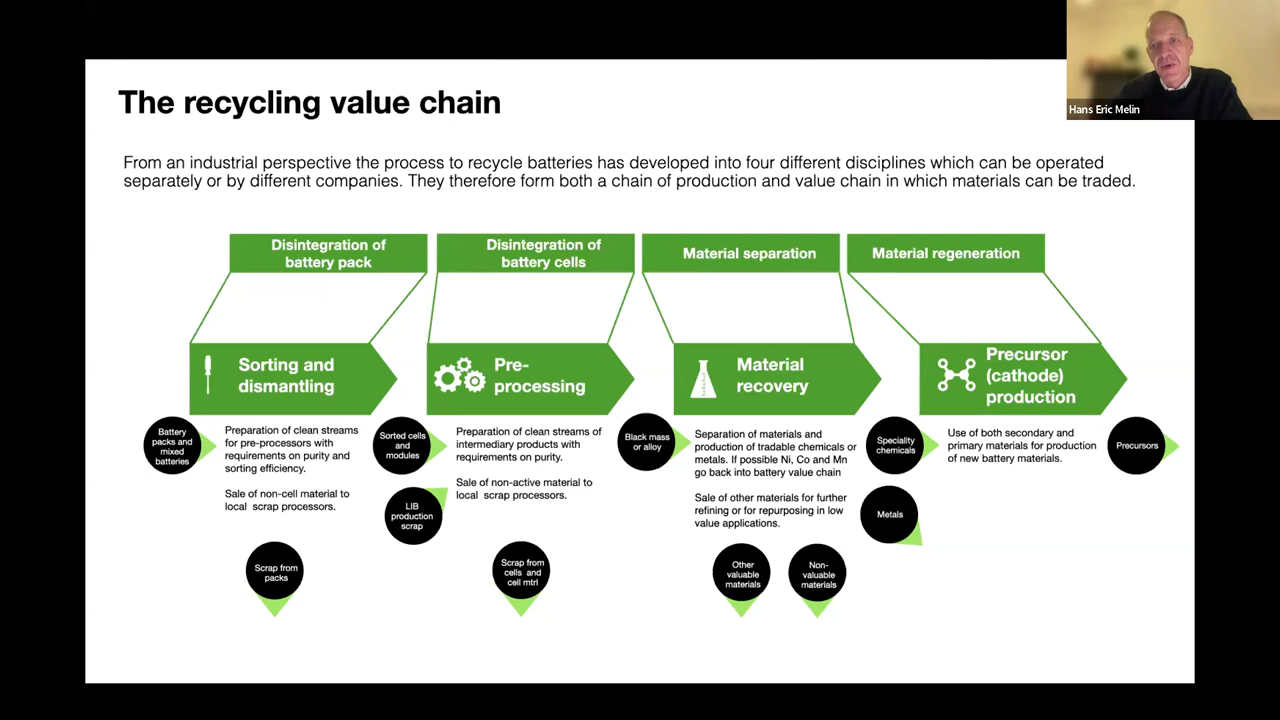 Hans Eric Melin
The recycling value chain
From an industrial perspective the process to recycle batteries has developed into four different disciplines which can be operated
separately or by different companies. They therefore form both a chain of production and value chain in which materials can be traded.
Disintegration of
battery pack
Disintegration of
battery cells
Material separation
Material regeneration
Sorting and
dismantling
Pre-
processing
Material
recovery
Precursor
(cathode)
production
Battery
packs and
mixed
batteries
Preparation of clean streams
for pre-processors with
requirements on purity and
sorting efficiency.
Sale of non-cell material to
local scrap processors.
Scrap from
packs
Sorted cells
and
modules
LIB
production
scrap
Preparation of clean streams of
intermediary products with
requirements on purity.
Sale of non-active material to
local scrap processors.
Scrap from
cells and
cell mtrl
Black mass
or alloy
Separation of materials and
production of tradable chemicals or
metals. If possible Ni, Co and Mn
go back into battery value chain
Sale of other materials for further
refining or for repurposing in low
value applications.
Other
valuable
materials
Non-
valuable
materials
Speciality
chemicals
Metals
Use of both secondary and
primary materials for production
of new battery materials.
Precursors